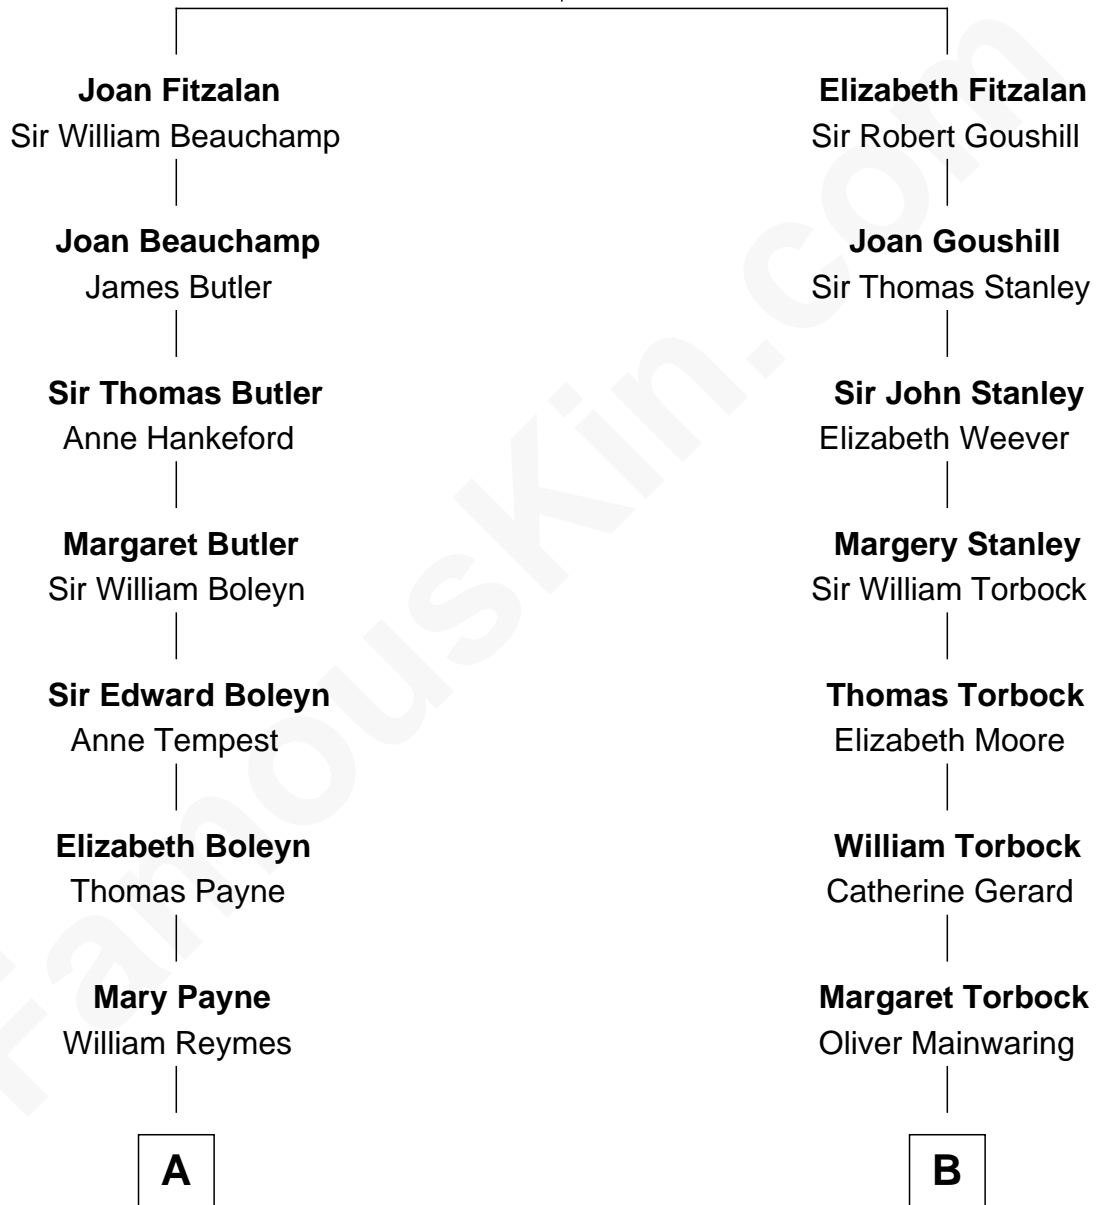 Joan Fitzalan
Sir William Beauchamp
Joan Beauchamp
James Butler
Sir Thomas Butler
Anne Hankeford
Margaret Butler
Sir William Boleyn
Sir Edward Boleyn
Anne Tempest
Elizabeth Boleyn
Thomas Payne
Mary Payne
William Reymes
A
Elizabeth Fitzalan
Sir Robert Goushill
Joan Goushill
Sir Thomas Stanley
Sir John Stanley
Elizabeth Weever
Margery Stanley
Sir William Torbock
Thomas Torbock
Elizabeth Moore
William Torbock
Catherine Gerard
Margaret Torbock
Oliver Mainwaring
B
FamousKin.com